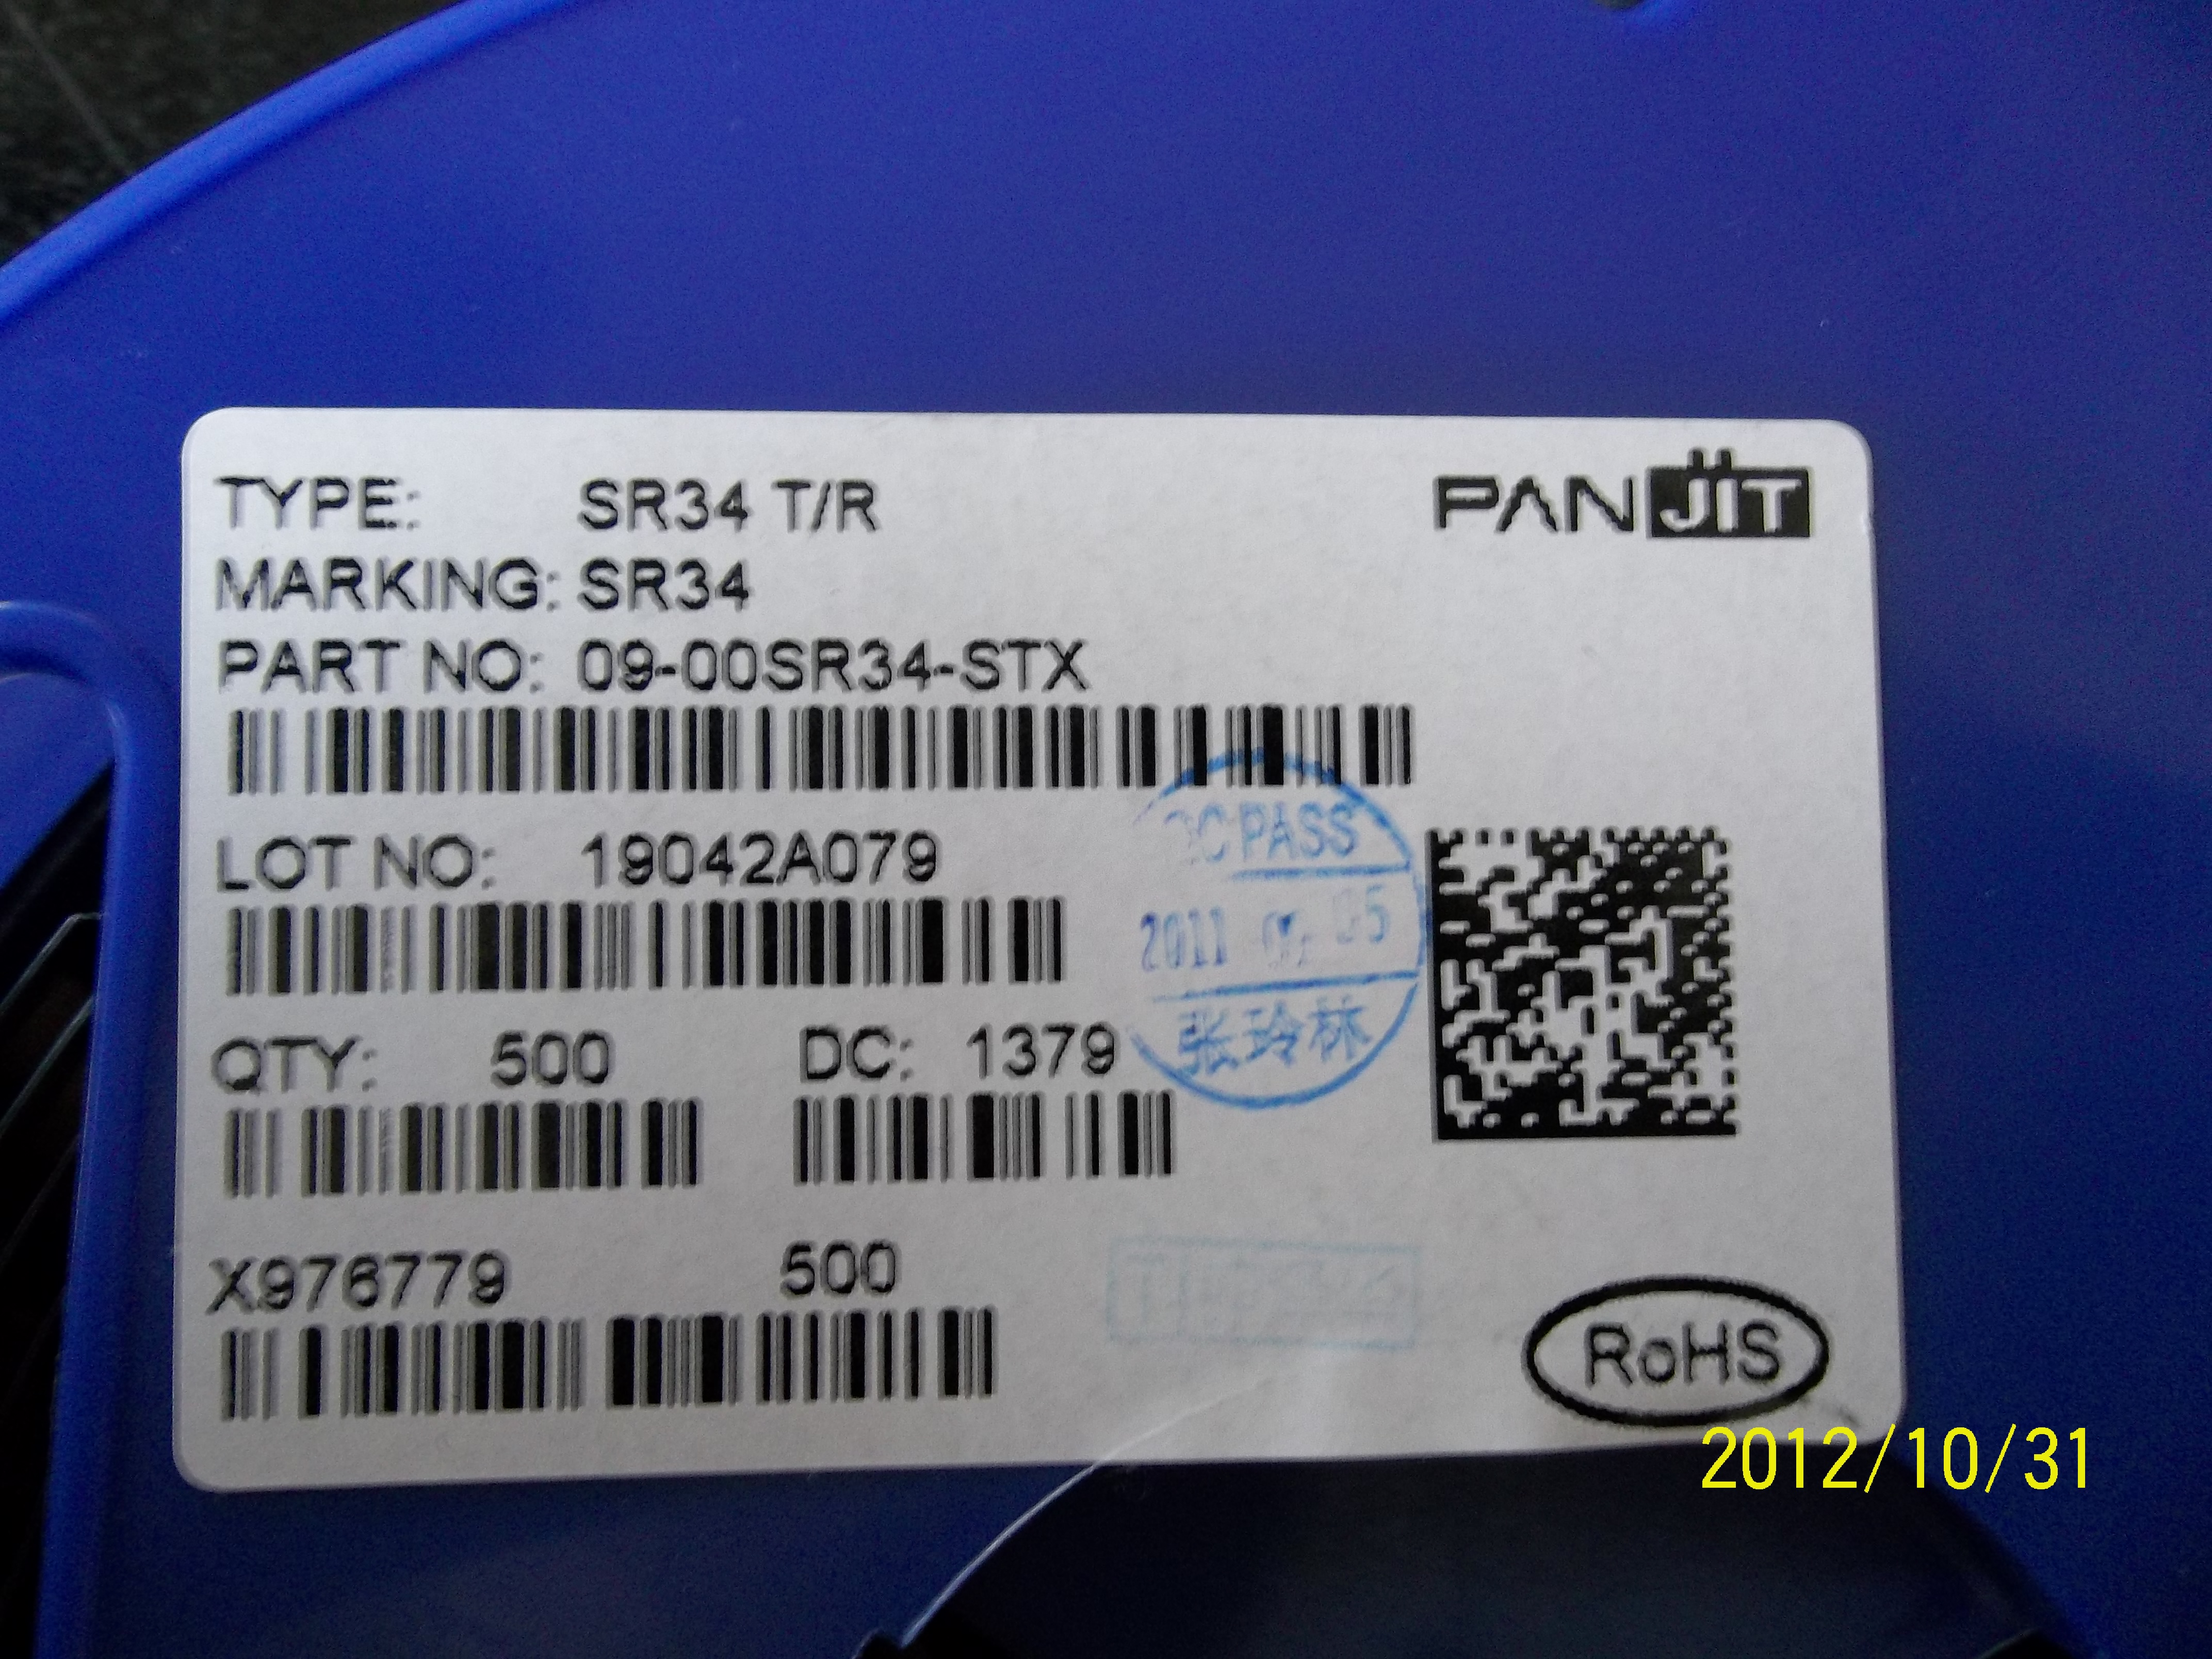 TYPE: SR34 T/R
PANJIT
MARKING: SR34
PART NO: 09-00SR34-STX
LOT NO: 19042A079
PASS
2011
张玲林
QTY: 500 DC: 1379
X976779 500
RoHS
2012/10/31